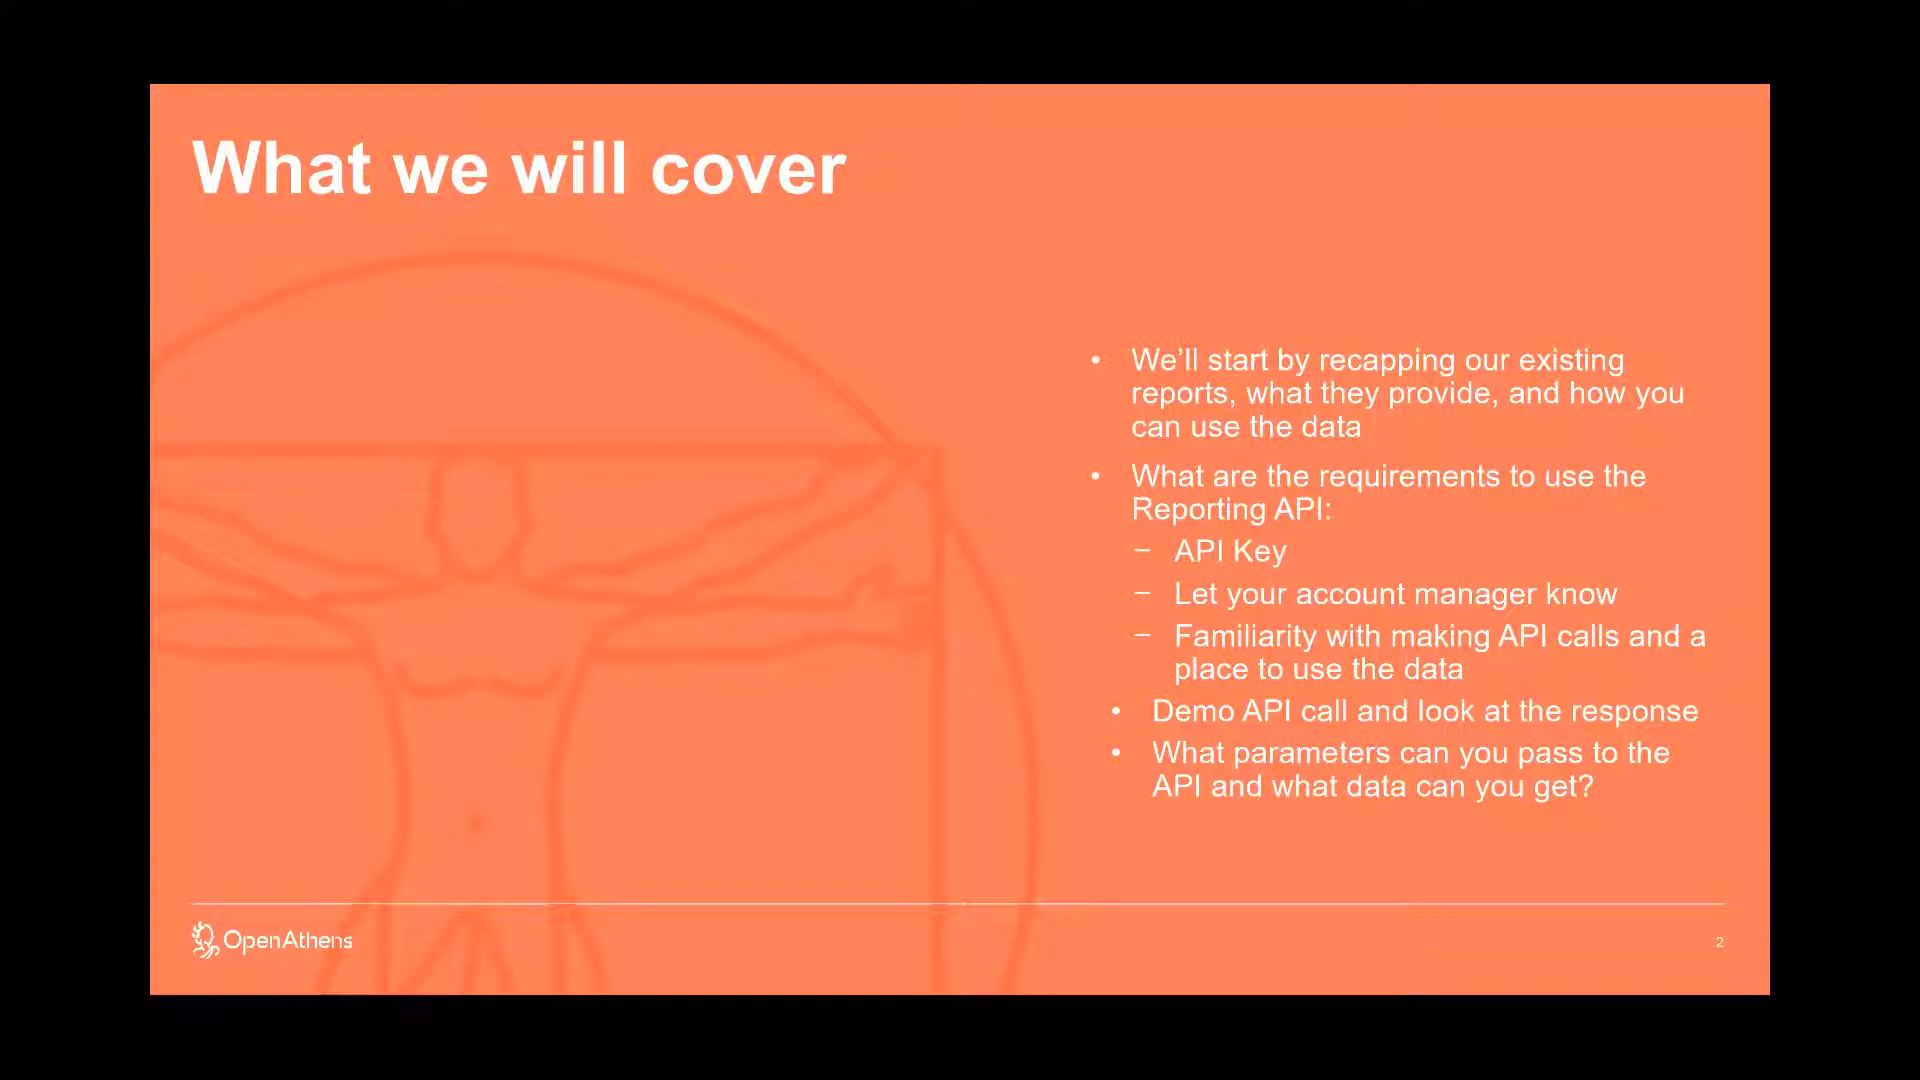 What we will cover
• We’ll start by recapping our existing
reports, what they provide, and how you
can use the data
• What are the requirements to use the
Reporting API:
– API Key
– Let your account manager know
– Familiarity with making API calls and a
place to use the data
• Demo API call and look at the response
• What parameters can you pass to the
API and what data can you get?
OpenAthens
2